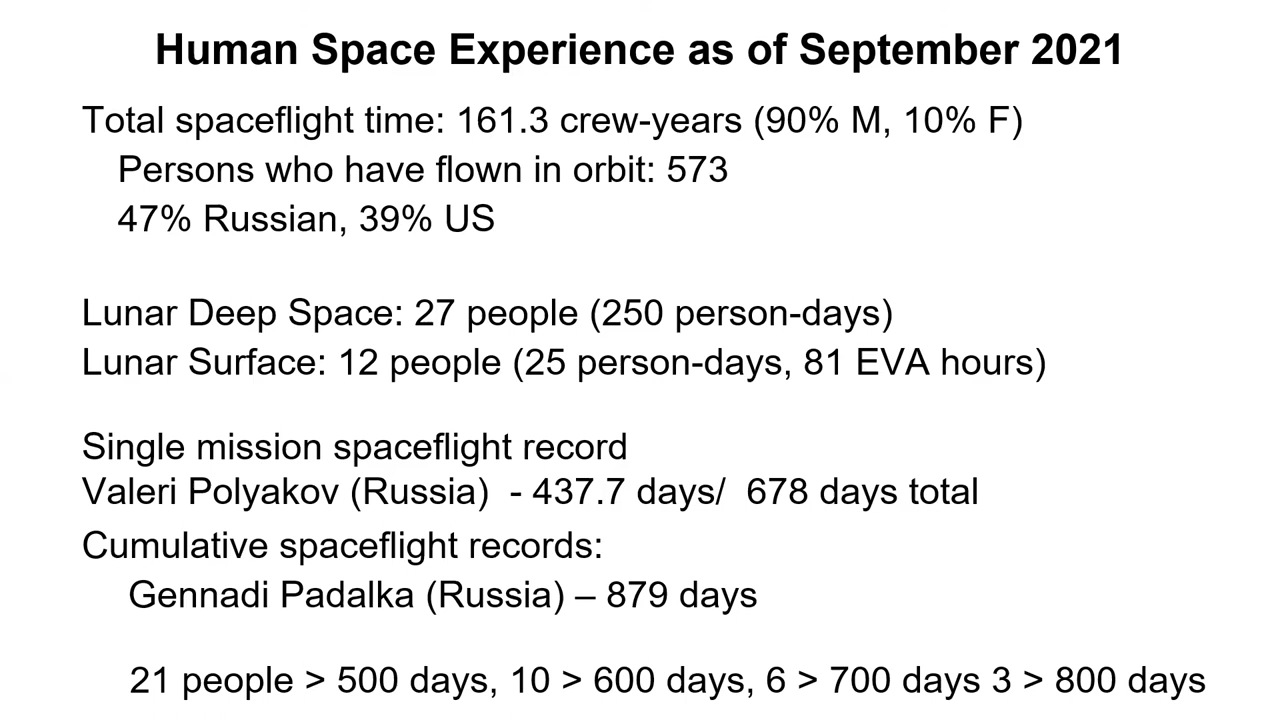 Human Space Experience as of September 2021
Total spaceflight time: 161.3 crew-years (90% M, 10% F)
Persons who have flown in orbit: 573
47% Russian, 39% US
Lunar Deep Space: 27 people (250 person-days)
Lunar Surface: 12 people (25 person-days, 81 EVA hours)
Single mission spaceflight record
Valeri Polyakov (Russia)  - 437.7 days/  678 days total
Cumulative spaceflight records:
Gennadi Padalka (Russia) – 879 days
21 people > 500 days, 10 > 600 days, 6 > 700 days 3 > 800 days